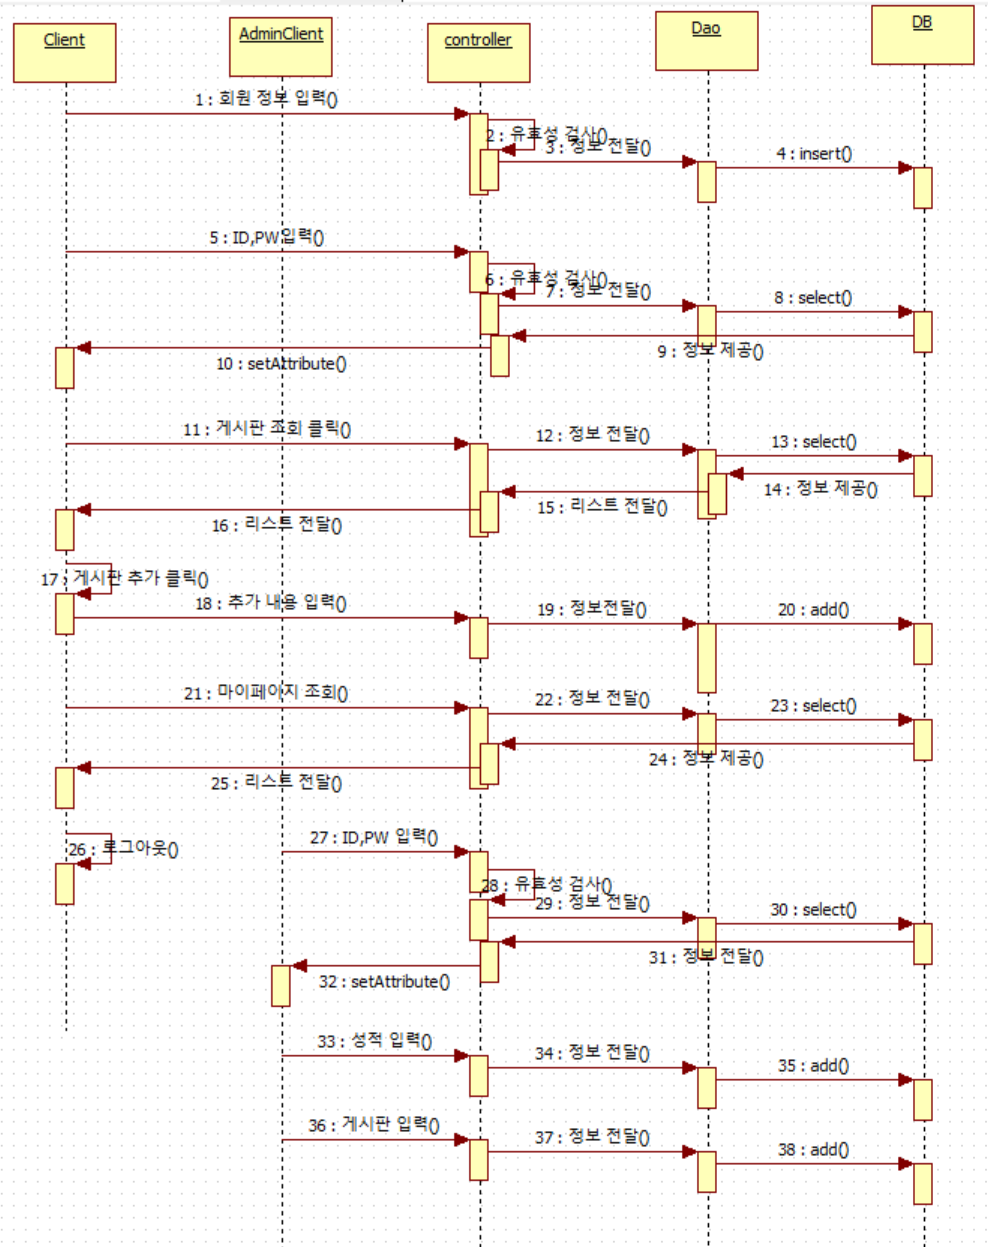 Client
AdminClient
controller
Dao
DB
1 : 회원 정보 입력()
2 : 유효성 검사()
3 : 정보 전달()
4 : insert()
5 : ID,PW입력()
6 : 유효성 검사()
7 : 정보 전달()
8 : select()
9 : 정보 제공()
10 : setAttribute()
11 : 게시판 조회 클릭()
12 : 정보 전달()
13 : select()
14 : 정보 제공()
15 : 리스트 전달()
16 : 리스트 전달()
17 : 게시판 추가 클릭()
18 : 추가 내용 입력()
19 : 정보전달()
20 : add()
21 : 마이페이지 조회()
22 : 정보 전달()
23 : select()
24 : 정보 제공()
25 : 리스트 전달()
26 : 로그아웃()
27 : ID,PW 입력()
28 : 유효성 검사()
29 : 정보 전달()
30 : select()
31 : 정보 전달()
32 : setAttribute()
33 : 성적 입력()
34 : 정보 전달()
35 : add()
36 : 게시판 입력()
37 : 정보 전달()
38 : add()